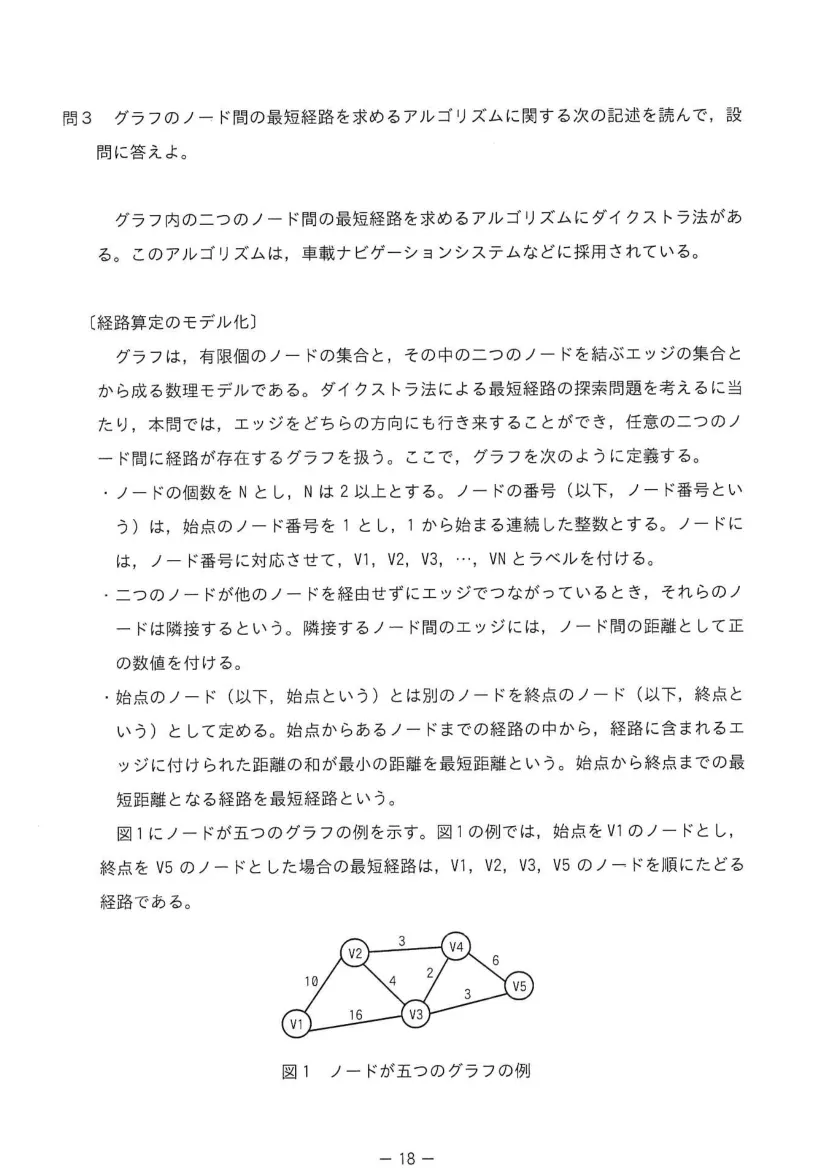 問3 グラフのノード間の最短経路を求めるアルゴリズムに関する次の記述を読んで，設
問に答えよ。
グラフ内の二つのノード間の最短経路を求めるアルゴリズムにダイクストラ法があ
る。このアルゴリズムは，車載ナビゲーションシステムなどに採用されている。
〔経路算定のモデル化〕
グラフは，有限個のノードの集合と，その中の二つのノードを結ぶエッジの集合と
から成る数理モデルである。ダイクストラ法による最短経路の探索問題を考えるに当
たり，本問では，エッジをどちらの方向にも行き来することができ，任意の二つのノ
ード間に経路が存在するグラフを扱う。ここで，グラフを次のように定義する。
・ノードの個数を N とし，N は 2 以上とする。ノードの番号（以下，ノード番号とい
う）は，始点のノード番号を 1 とし，1 から始まる連続した整数とする。ノードに
は，ノード番号に対応させて，V1，V2，V3，…，VN とラベルを付ける。
・二つのノードが他のノードを経由せずにエッジでつながっているとき，それらのノ
ードは隣接するという。隣接するノード間のエッジには，ノード間の距離として正
の数値を付ける。
・始点のノード（以下，始点という）とは別のノードを終点のノード（以下，終点と
いう）として定める。始点からあるノードまでの経路の中から，経路に含まれるエ
ッジに付けられた距離の和が最小の距離を最短距離という。始点から終点までの最
短距離となる経路を最短経路という。
図1にノードが五つのグラフの例を示す。図1の例では，始点を V1 のノードとし，
終点を V5 のノードとした場合の最短経路は，V1，V2，V3，V5 のノードを順にたどる
経路である。
3
V2
V4
6
10
4
2
V5
3
16
V3
V1
図1 ノードが五つのグラフの例
－ 18 －